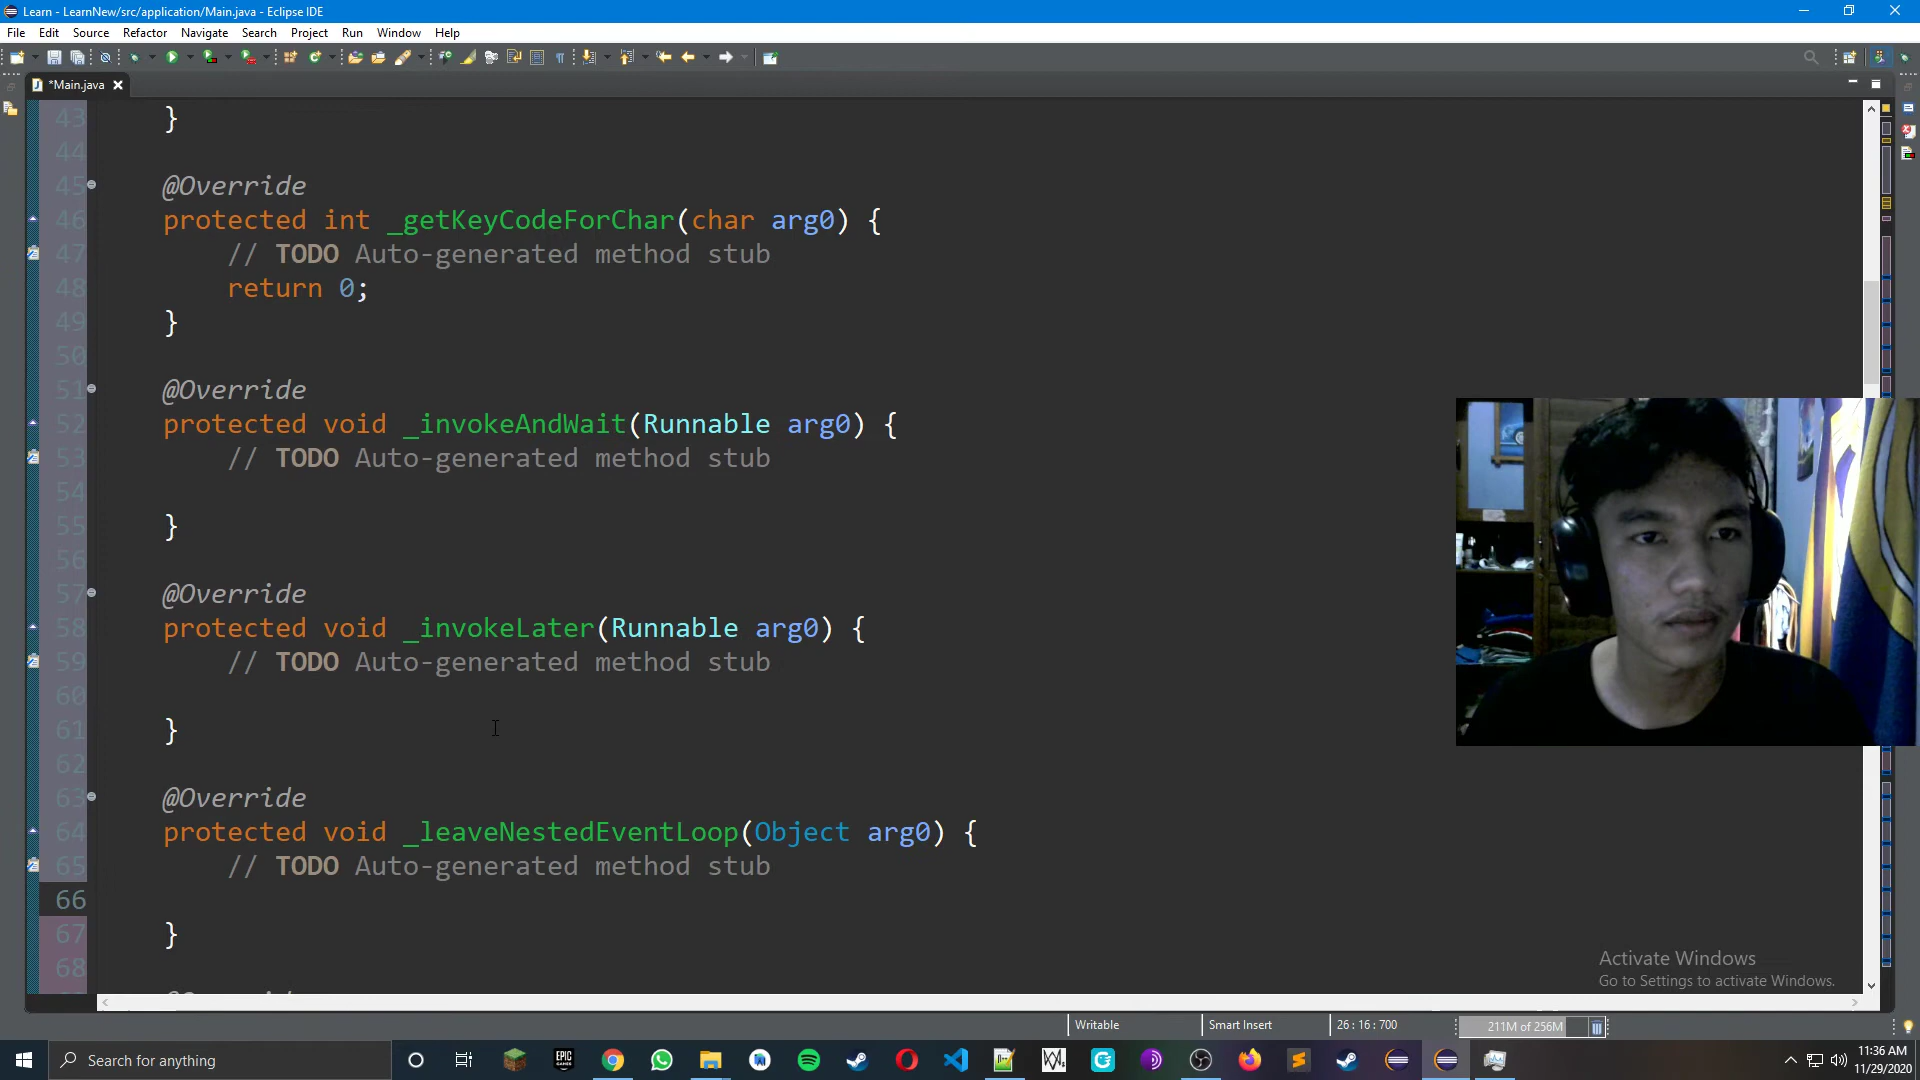 Learn - LearnNew/src/application/Main.java - Eclipse IDE
File Edit Source Refactor Navigate Search Project Run Window Help
*Main.java
43 }
44
45 @Override
46 protected int _getKeyCodeForChar(char arg0) {
47 // TODO Auto-generated method stub
48 return 0;
49 }
50
51 @Override
52 protected void _invokeAndWait(Runnable arg0) {
53 // TODO Auto-generated method stub
54
55 }
56
57 @Override
58 protected void _invokeLater(Runnable arg0) {
59 // TODO Auto-generated method stub
60
61 }
62
63 @Override
64 protected void _leaveNestedEventLoop(Object arg0) {
65 // TODO Auto-generated method stub
66
67 }
68
Activate Windows
Go to Settings to activate Windows.
Writable Smart Insert 26 : 16 : 700 211M of 256M
Search for anything
EPIC GAMES
11:36 AM
11/29/2020